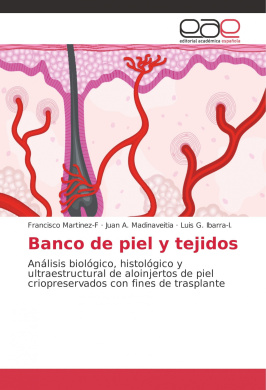 eae
editorial académica española
Francisco Martinez-F · Juan A. Madinaveitia · Luis G. Ibarra-I.
Banco de piel y tejidos
Análisis biológico, histológico y
ultraestructural de aloinjertos de piel
criopreservados con fines de trasplante